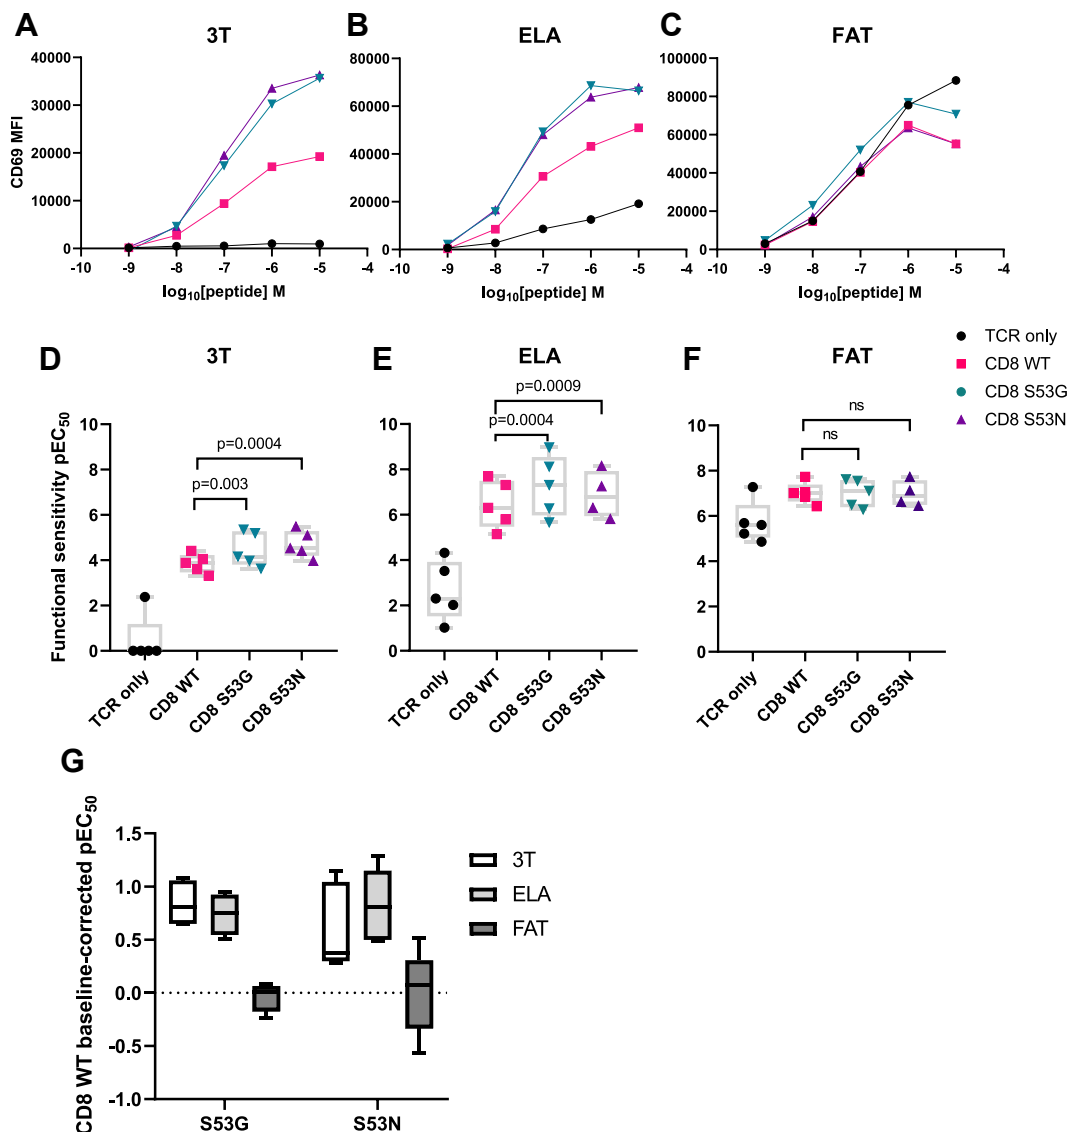 A
3T
CD69 MFI
40000
30000
20000
10000
0
-10
-9
-8
-7
-6
-5
-4
log10[peptide] M
B
ELA
80000
60000
40000
20000
0
-10
-9
-8
-7
-6
-5
-4
log10[peptide] M
C
FAT
100000
80000
60000
40000
20000
0
-10
-9
-8
-7
-6
-5
-4
log10[peptide] M
TCR only
CD8 WT
CD8 S53G
CD8 S53N
D
3T
Functional sensitivity pEC50
10
8
6
4
2
0
p=0.0004
p=0.003
TCR only
CD8 WT
CD8 S53G
CD8 S53N
E
ELA
10
8
6
4
2
0
p=0.0009
p=0.0004
TCR only
CD8 WT
CD8 S53G
CD8 S53N
F
FAT
10
8
6
4
2
0
ns
ns
TCR only
CD8 WT
CD8 S53G
CD8 S53N
G
CD8 WT baseline-corrected pEC50
1.5
1.0
0.5
0.0
-0.5
-1.0
S53G
S53N
3T
ELA
FAT